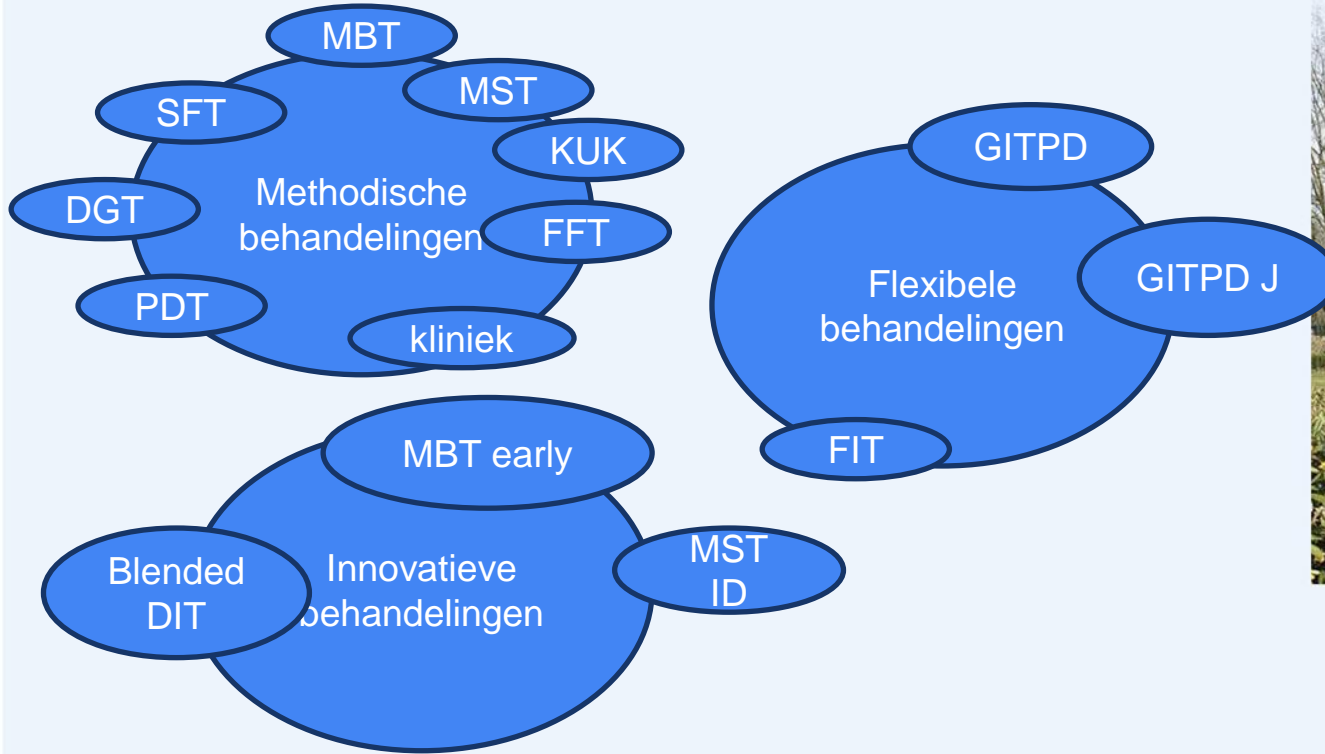 MBT
MST
SFT
KUK
Methodische
behandelingen
DGT
FFT
PDT
kliniek
GITPD
GITPD J
Flexibele
behandelingen
FIT
MBT early
MST
ID
Blended
DIT
Innovatieve
behandelingen